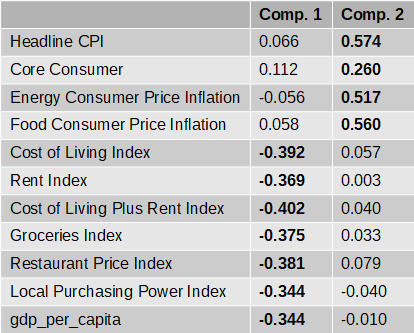 Comp. 1 Comp. 2
Headline CPI 0.066 0.574
Core Consumer 0.112 0.260
Energy Consumer Price Inflation -0.056 0.517
Food Consumer Price Inflation 0.058 0.560
Cost of Living Index -0.392 0.057
Rent Index -0.369 0.003
Cost of Living Plus Rent Index -0.402 0.040
Groceries Index -0.375 0.033
Restaurant Price Index -0.381 0.079
Local Purchasing Power Index -0.344 -0.040
gdp_per_capita -0.344 -0.010